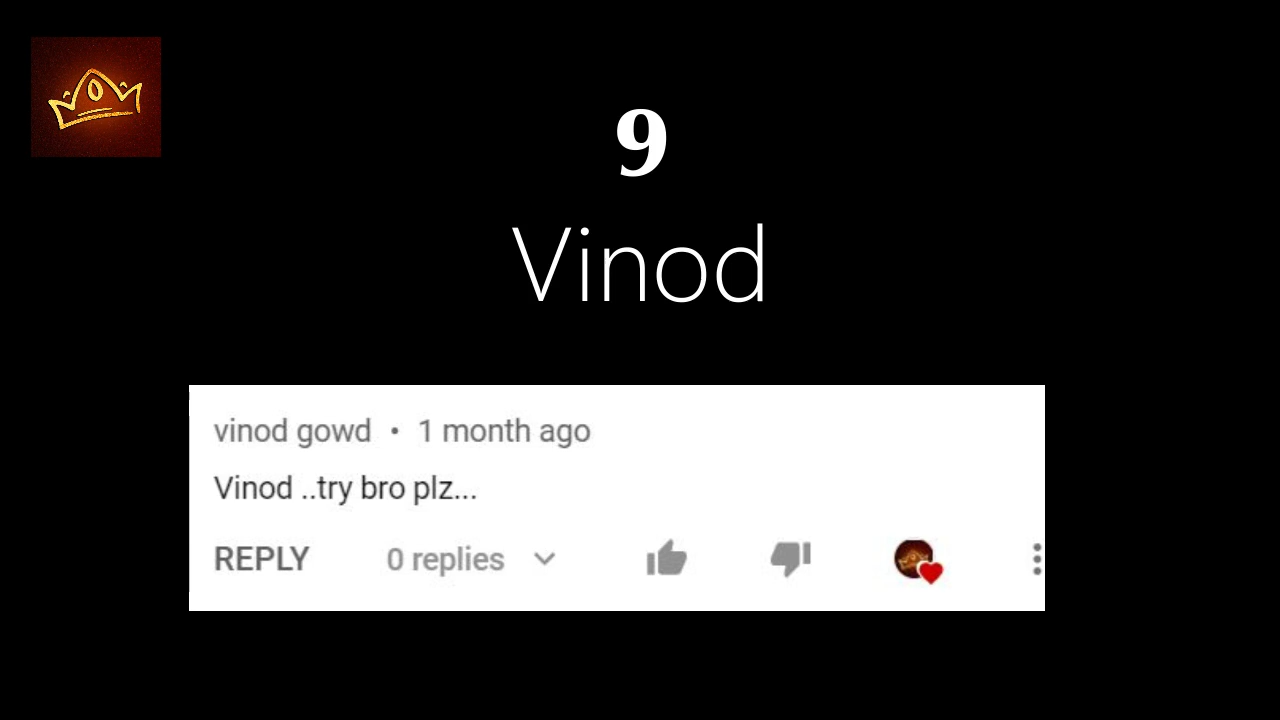 9
Vinod
vinod gowd • 1 month ago
Vinod ..try bro plz...
REPLY 0 replies